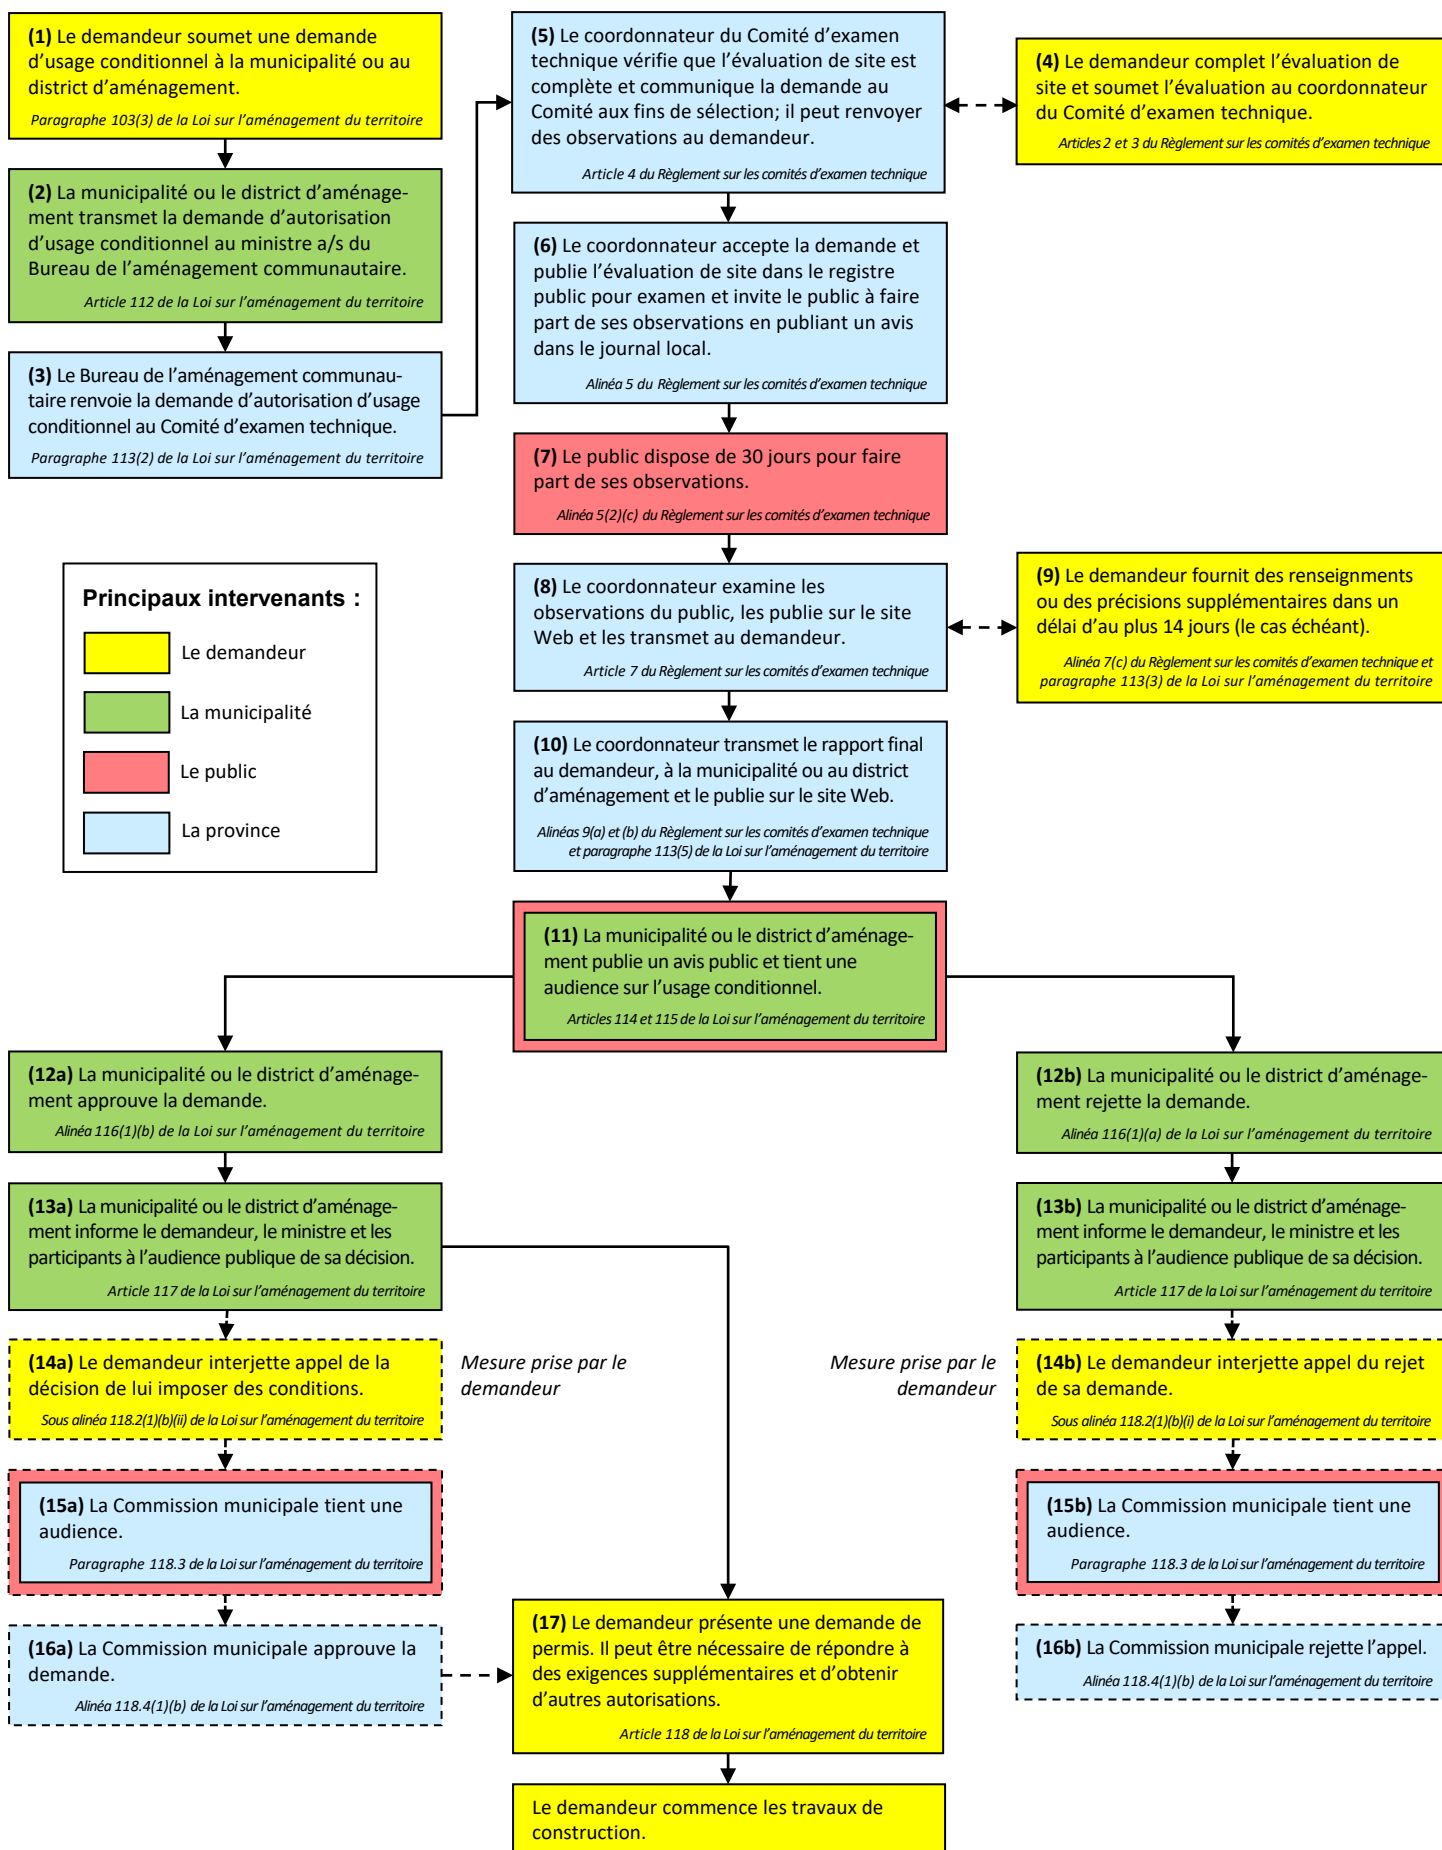 (1) Le demandeur soumet une demande
d’usage conditionnel à la municipalité ou au
district d’aménagement.
Paragraphe 103(3) de la Loi sur l’aménagement du territoire
(2) La municipalité ou le district d’aménage-
ment transmet la demande d’autorisation
d’usage conditionnel au ministre a/s du
Bureau de l’aménagement communautaire.
Article 112 de la Loi sur l’aménagement du territoire
(3) Le Bureau de l’aménagement communau-
taire renvoie la demande d’autorisation d’usage
conditionnel au Comité d’examen technique.
Paragraphe 113(2) de la Loi sur l’aménagement du territoire
(4) Le demandeur complet l’évaluation de
site et soumet l’évaluation au coordonnateur
du Comité d’examen technique.
Articles 2 et 3 du Règlement sur les comités d’examen technique
(5) Le coordonnateur du Comité d’examen
technique vérifie que l’évaluation de site est
complète et communique la demande au
Comité aux fins de sélection; il peut renvoyer
des observations au demandeur.
Article 4 du Règlement sur les comités d’examen technique
(6) Le coordonnateur accepte la demande et
publie l’évaluation de site dans le registre
public pour examen et invite le public à faire
part de ses observations en publiant un avis
dans le journal local.
Alinéa 5 du Règlement sur les comités d’examen technique
(7) Le public dispose de 30 jours pour faire
part de ses observations.
Alinéa 5(2)(c) du Règlement sur les comités d’examen technique
Principaux intervenants :
Le demandeur
La municipalité
Le public
La province
(8) Le coordonnateur examine les
observations du public, les publie sur le site
Web et les transmet au demandeur.
Article 7 du Règlement sur les comités d’examen technique
(9) Le demandeur fournit des renseignments
ou des précisions supplémentaires dans un
délai d’au plus 14 jours (le cas échéant).
Alinéa 7(c) du Règlement sur les comités d’examen technique et
paragraphe 113(3) de la Loi sur l’aménagement du territoire
(10) Le coordonnateur transmet le rapport final
au demandeur, à la municipalité ou au district
d’aménagement et le publie sur le site Web.
Alinéas 9(a) et (b) du Règlement sur les comités d’examen technique
et paragraphe 113(5) de la Loi sur l’aménagement du territoire
(11) La municipalité ou le district d’aménage-
ment publie un avis public et tient une
audience sur l’usage conditionnel.
Articles 114 et 115 de la Loi sur l’aménagement du territoire
(12a) La municipalité ou le district d’aménage-
ment approuve la demande.
Alinéa 116(1)(b) de la Loi sur l’aménagement du territoire
(12b) La municipalité ou le district d’aménage-
ment rejette la demande.
Alinéa 116(1)(a) de la Loi sur l’aménagement du territoire
(13a) La municipalité ou le district d’aménage-
ment informe le demandeur, le ministre et les
participants à l’audience publique de sa décision.
Article 117 de la Loi sur l’aménagement du territoire
(13b) La municipalité ou le district d’aménage-
ment informe le demandeur, le ministre et les
participants à l’audience publique de sa décision.
Article 117 de la Loi sur l’aménagement du territoire
(14a) Le demandeur interjette appel de la
décision de lui imposer des conditions.
Sous alinéa 118.2(1)(b)(ii) de la Loi sur l’aménagement du territoire
Mesure prise par le
demandeur
Mesure prise par le
demandeur
(14b) Le demandeur interjette appel du rejet
de sa demande.
Sous alinéa 118.2(1)(b)(i) de la Loi sur l’aménagement du territoire
(15a) La Commission municipale tient une
audience.
Paragraphe 118.3 de la Loi sur l’aménagement du territoire
(15b) La Commission municipale tient une
audience.
Paragraphe 118.3 de la Loi sur l’aménagement du territoire
(16a) La Commission municipale approuve la
demande.
Alinéa 118.4(1)(b) de la Loi sur l’aménagement du territoire
(17) Le demandeur présente une demande de
permis. Il peut être nécessaire de répondre à
des exigences supplémentaires et d’obtenir
d’autres autorisations.
Article 118 de la Loi sur l’aménagement du territoire
(16b) La Commission municipale rejette l’appel.
Alinéa 118.4(1)(b) de la Loi sur l’aménagement du territoire
Le demandeur commence les travaux de
construction.